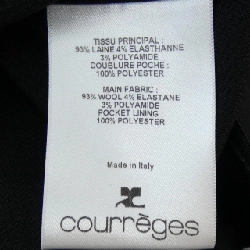 TISSU PRINCIPAL :
93% LAINE 4% ELASTHANNE
3% POLYAMIDE
DOUBLURE POCHE :
100% POLYESTER
MAIN FABRIC :
93% WOOL 4% ELASTANE
3% POLYAMIDE
POCKET LINING
100% POLYESTER
Made in Italy
courrèges